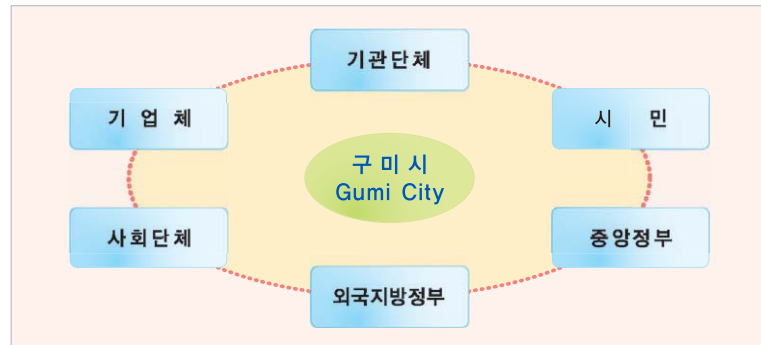 기관단체
기 업 체
시 민
구 미 시
Gumi City
사회단체
중앙정부
외국지방정부